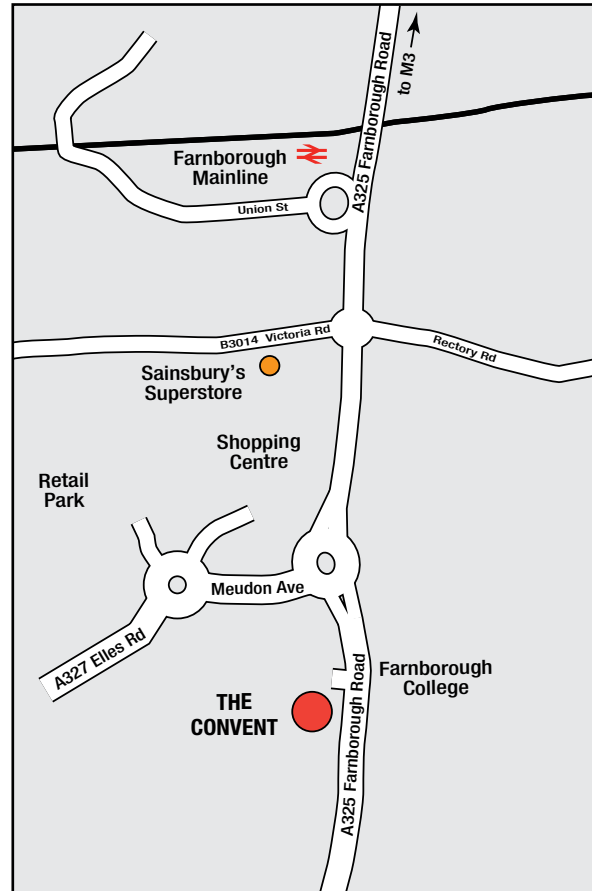 to M3
A325 Farnborough Road
Farnborough
Mainline
Union St
B3014 Victoria Rd
Rectory Rd
Sainsbury's
Superstore
Shopping
Centre
Retail
Park
Meudon Ave
A327 Elles Rd
Farnborough
College
THE
CONVENT
A325 Farnborough Road